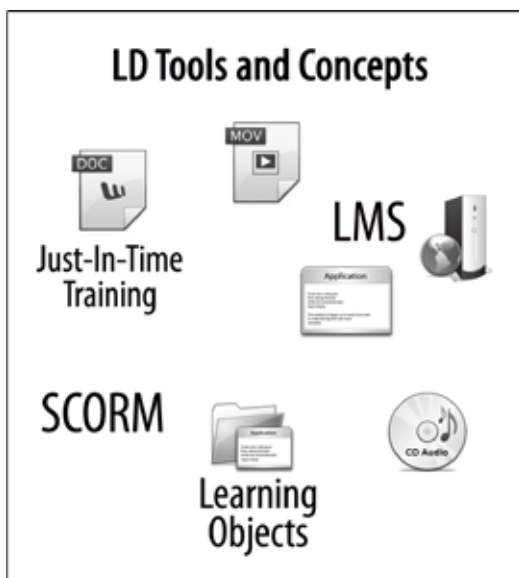 LD Tools and Concepts
MOV
DOC
LMS
Just-In-Time
Training
Application
SCORM
Application
CD Audio
Learning
Objects